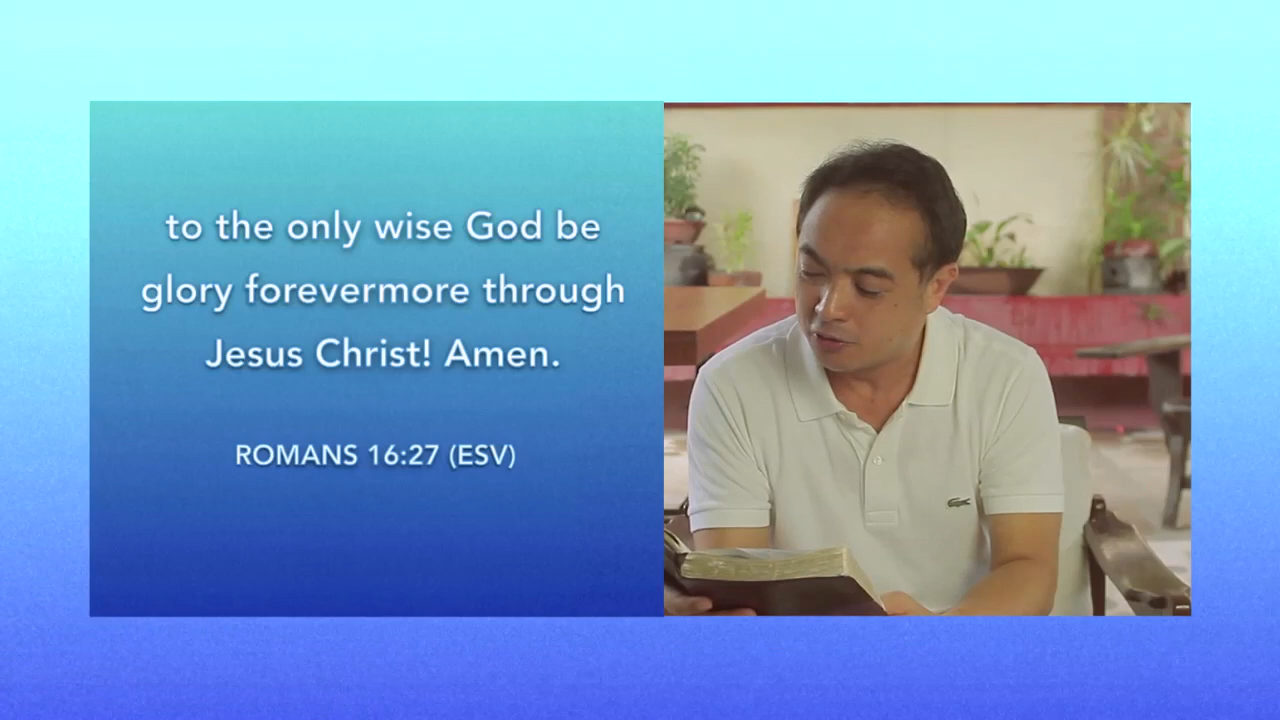 to the only wise God be
glory forevermore through
Jesus Christ! Amen.
ROMANS 16:27 (ESV)